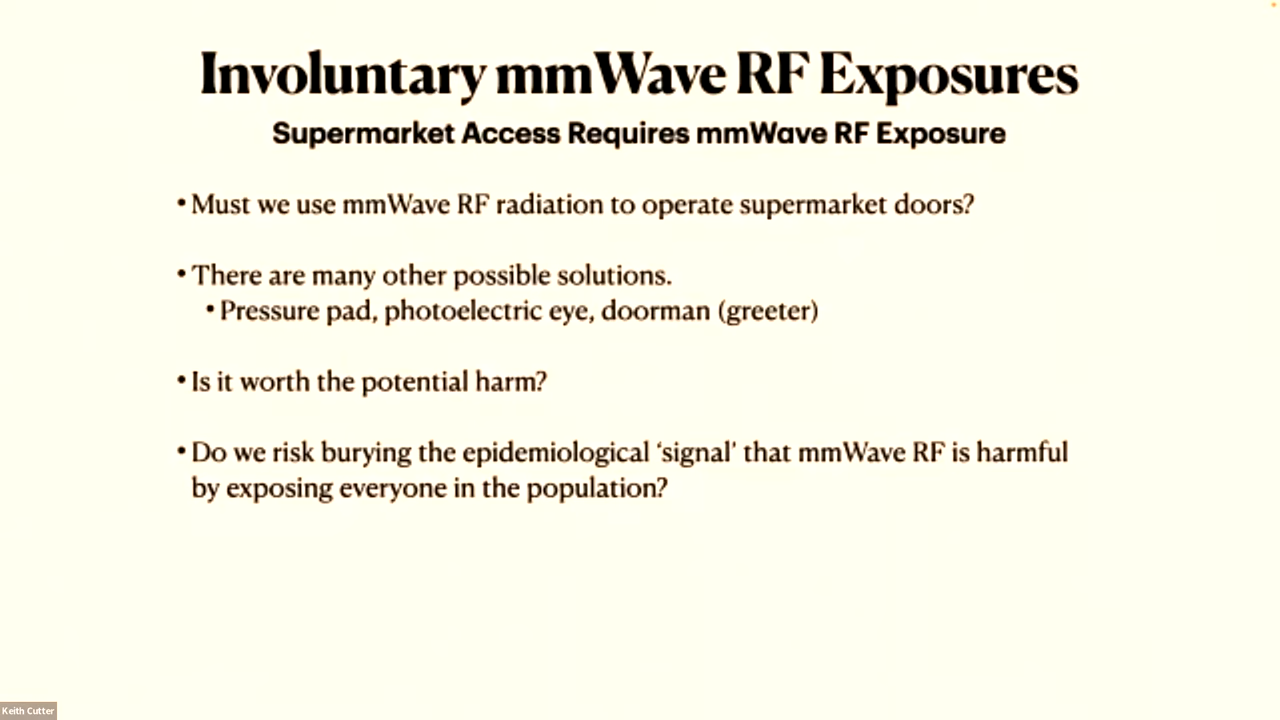 Involuntary mmWave RF Exposures
Supermarket Access Requires mmWave RF Exposure
• Must we use mmWave RF radiation to operate supermarket doors?
• There are many other possible solutions.
• Pressure pad, photoelectric eye, doorman (greeter)
• Is it worth the potential harm?
• Do we risk burying the epidemiological ‘signal’ that mmWave RF is harmful
by exposing everyone in the population?
Keith Cutter